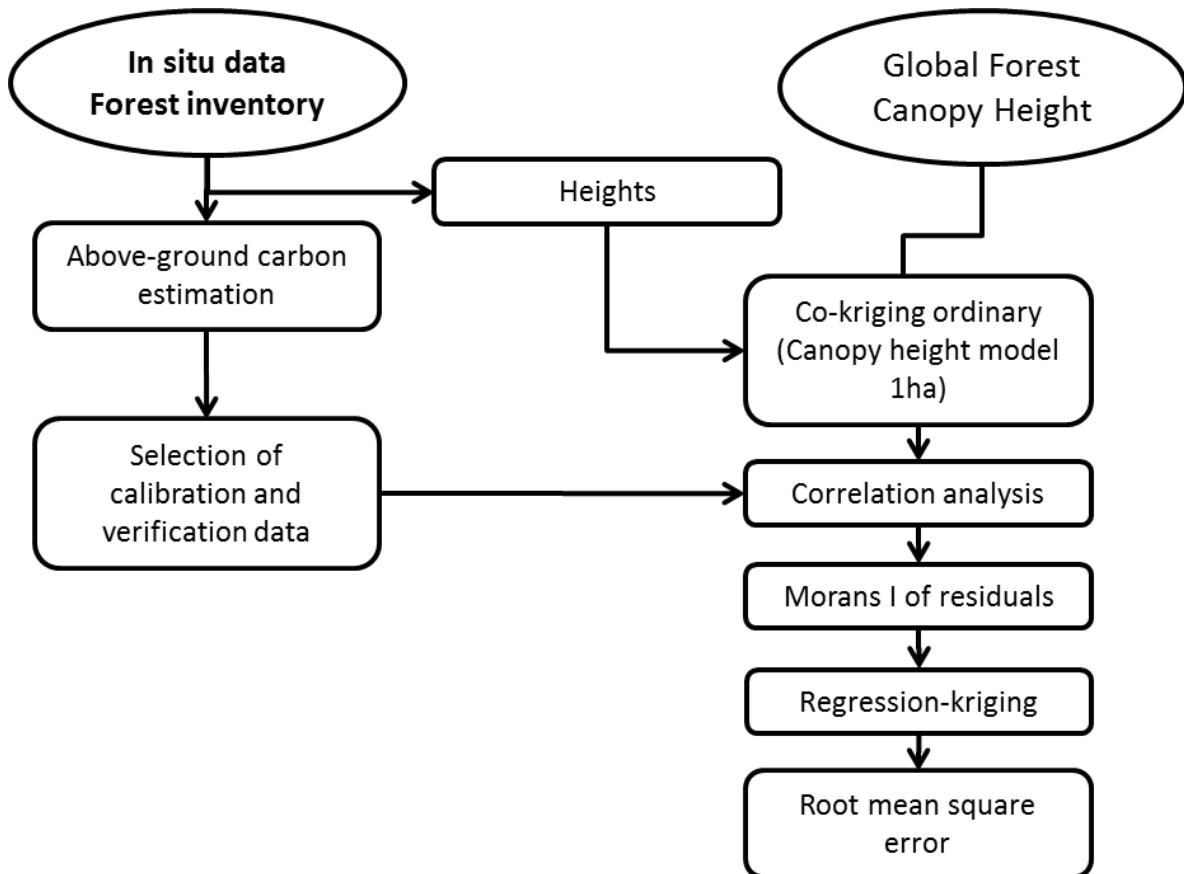 In situ data
Forest inventory
Global Forest
Canopy Height
Heights
Above-ground carbon
estimation
Co-kriging ordinary
(Canopy height model
1ha)
Selection of
calibration and
verification data
Correlation analysis
Morans I of residuals
Regression-kriging
Root mean square
error